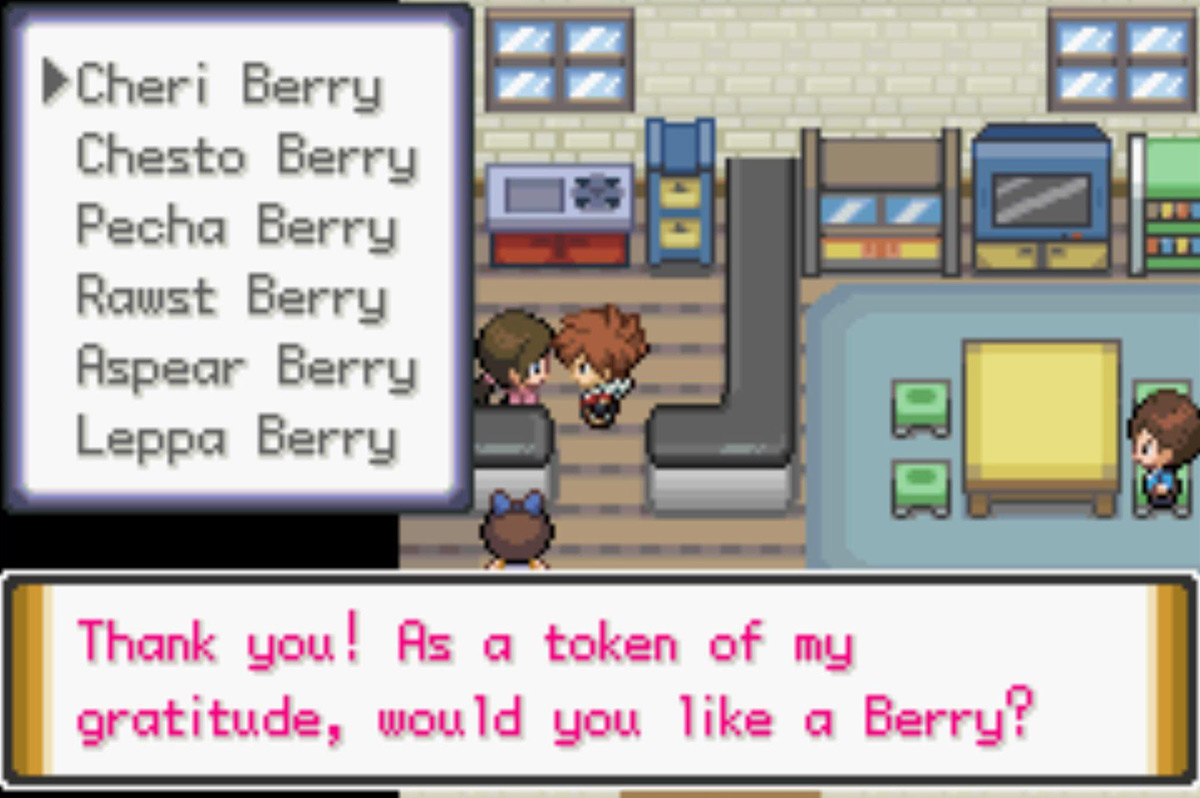 Cheri Berry
Chesto Berry
Pecha Berry
Rawst Berry
Aspear Berry
Leppa Berry
Thank you! As a token of my
gratitude, would you like a Berry?